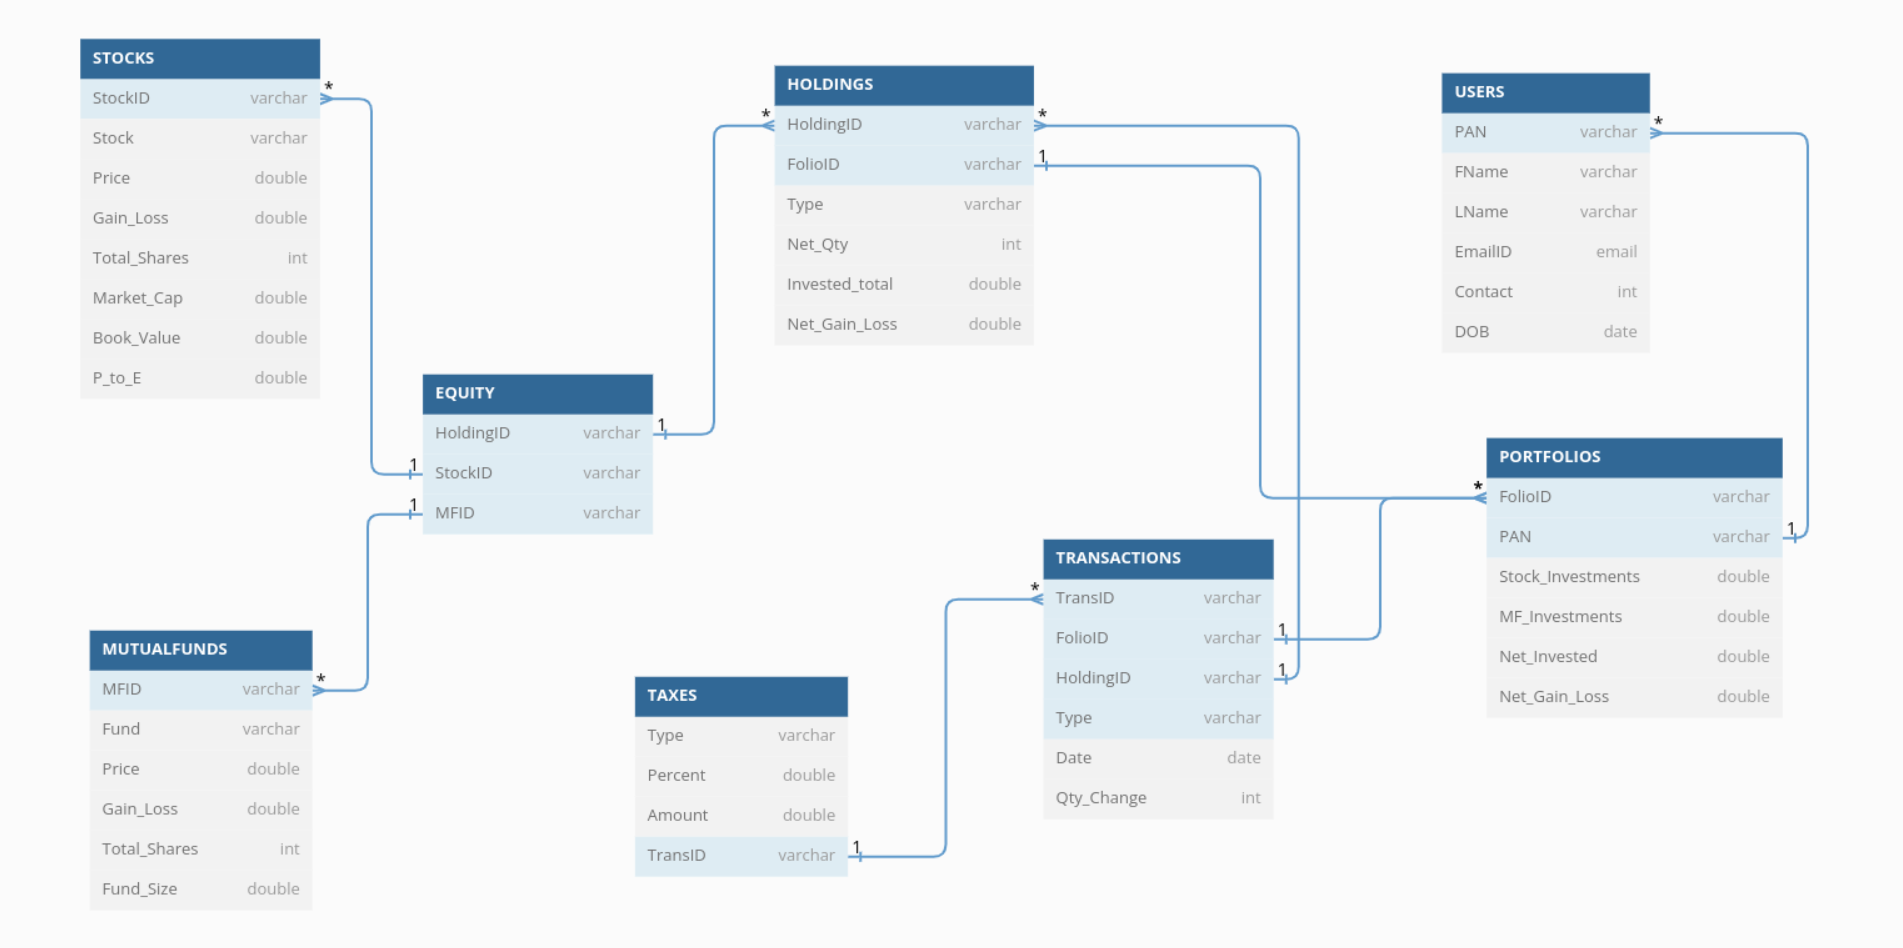 STOCKS
*
StockID varchar
Stock varchar
Price double
Gain_Loss double
Total_Shares int
Market_Cap double
Book_Value double
P_to_E double
HOLDINGS
* *
HoldingID varchar
1
FolioID varchar
Type varchar
Net_Qty int
Invested_total double
Net_Gain_Loss double
USERS
*
PAN varchar
FName varchar
LName varchar
EmailID email
Contact int
DOB date
EQUITY
1
HoldingID varchar
1
StockID varchar
1
MFID varchar
PORTFOLIOS
*
FolioID varchar
1
PAN varchar
Stock_Investments double
MF_Investments double
Net_Invested double
Net_Gain_Loss double
TRANSACTIONS
*
TransID varchar
1
FolioID varchar
1
HoldingID varchar
Type varchar
Date date
Qty_Change int
MUTUALFUNDS
*
MFID varchar
Fund varchar
Price double
Gain_Loss double
Total_Shares int
Fund_Size double
TAXES
Type varchar
Percent double
Amount double
1
TransID varchar